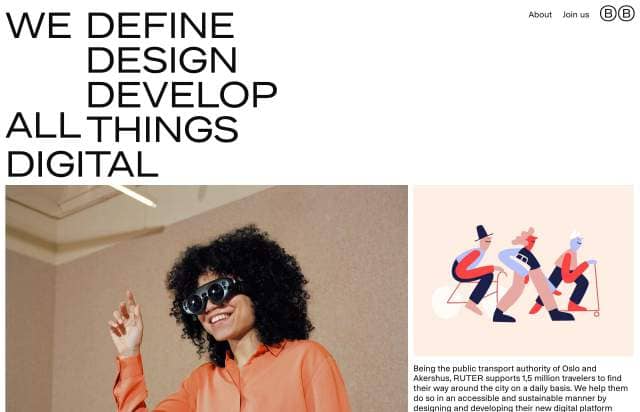 WE DEFINE
DESIGN
DEVELOP
ALL THINGS
DIGITAL
About Join us B B
Being the public transport authority of Oslo and
Akershus, RUTER supports 1,5 million travelers to find
their way around the city on a daily basis. We help them
do so in an accessible and sustainable manner by
designing and developing their new digital platform